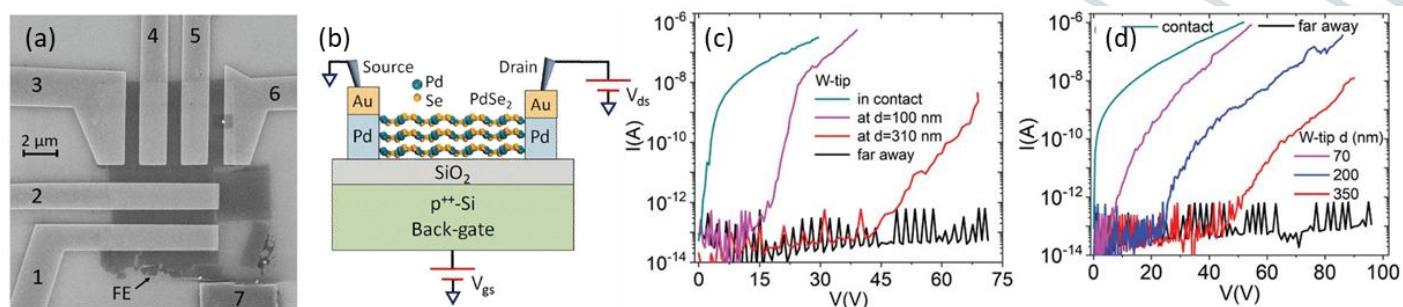 (a)
4
5
3
6
2 μm
2
1
FE
7
(b)
Source
Drain
Pd
Se
PdSe₂
Au
Au
Pd
Pd
SiO₂
p⁺⁺-Si
Back-gate
V_ds
V_gs
(c)
I(A)
10⁻⁶
10⁻⁸
10⁻¹⁰
10⁻¹²
10⁻¹⁴
W-tip
in contact
at d=100 nm
at d=310 nm
far away
0 15 30 45 60 75
V(V)
(d)
contact
far away
I(A)
10⁻⁶
10⁻⁸
10⁻¹⁰
10⁻¹²
10⁻¹⁴
W-tip d (nm)
70
200
350
0 20 40 60 80 100
V(V)